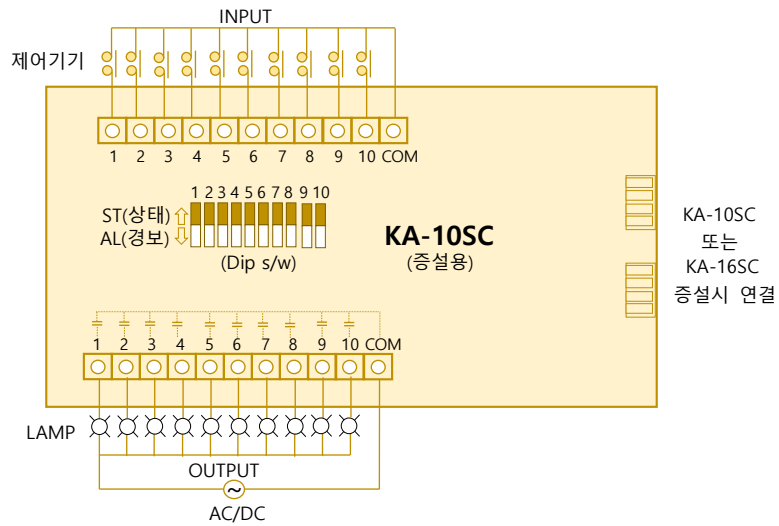 INPUT
제어기기
1 2 3 4 5 6 7 8 9 10 COM
1 2 3 4 5 6 7 8 9 10
ST(상태)
AL(경보)
(Dip s/w)
KA-10SC
(증설용)
KA-10SC
또는
KA-16SC
증설시 연결
1 2 3 4 5 6 7 8 9 10 COM
LAMP
OUTPUT
AC/DC